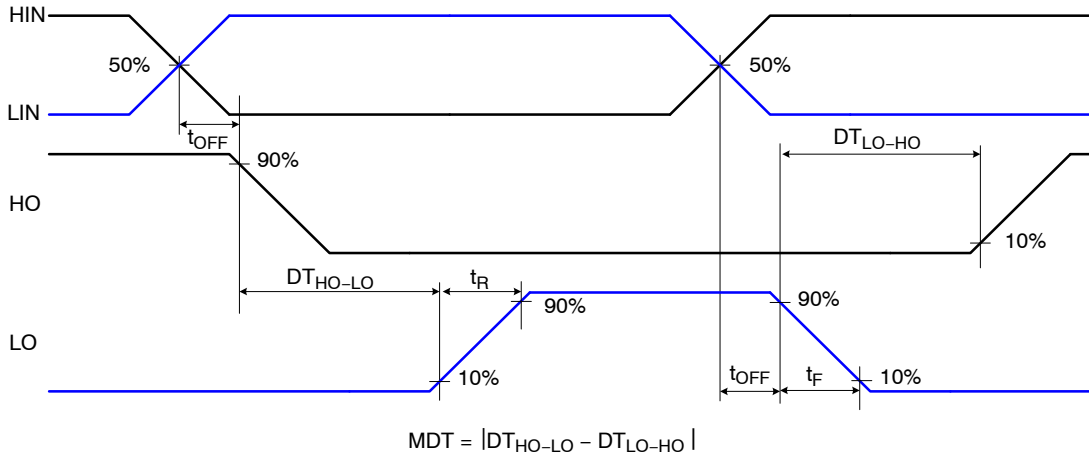 HIN
50%
50%
LIN
tOFF
DTLO–HO
90%
HO
10%
DTHO–LO
tR
90%
90%
LO
10%
tOFF
tF
10%
MDT = |DTHO–LO – DTLO–HO|